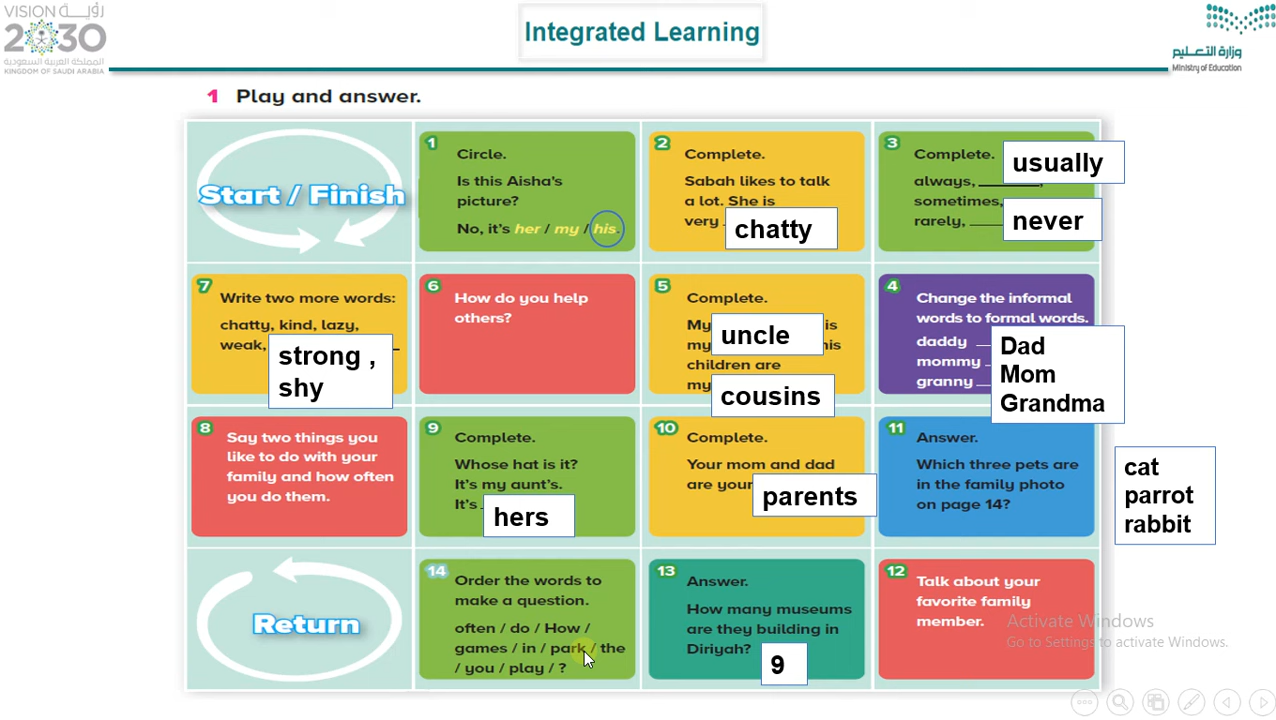 VISION رؤيــة
2030
المملكة العربية السعودية
KINGDOM OF SAUDI ARABIA
Integrated Learning
وزارة التعـــليم
Ministry of Education
1 Play and answer.
Start / Finish
1
Circle.
Is this Aisha's
picture?
No, it's her / my / his.
2
Complete.
Sabah likes to talk
a lot. She is
very
chatty
3
Complete.
always, ________,
sometimes,
rarely, ____
usually
never
7
Write two more words:
chatty, kind, lazy,
weak,
strong ,
shy
6
How do you help
others?
5
Complete.
My uncle is
my his
children are
my cousins
4
Change the informal
words to formal words.
daddy
mommy
granny
Dad
Mom
Grandma
8
Say two things you
like to do with your
family and how often
you do them.
9
Complete.
Whose hat is it?
It's my aunt's.
It's hers
10
Complete.
Your mom and dad
are your parents
11
Answer.
Which three pets are
in the family photo
on page 14?
cat
parrot
rabbit
Return
14
Order the words to
make a question.
often / do / How /
games / in / park / the
/ you / play / ?
13
Answer.
How many museums
are they building in
Diriyah?
9
12
Talk about your
favorite family
member.
Activate Windows
Go to Settings to activate Windows.